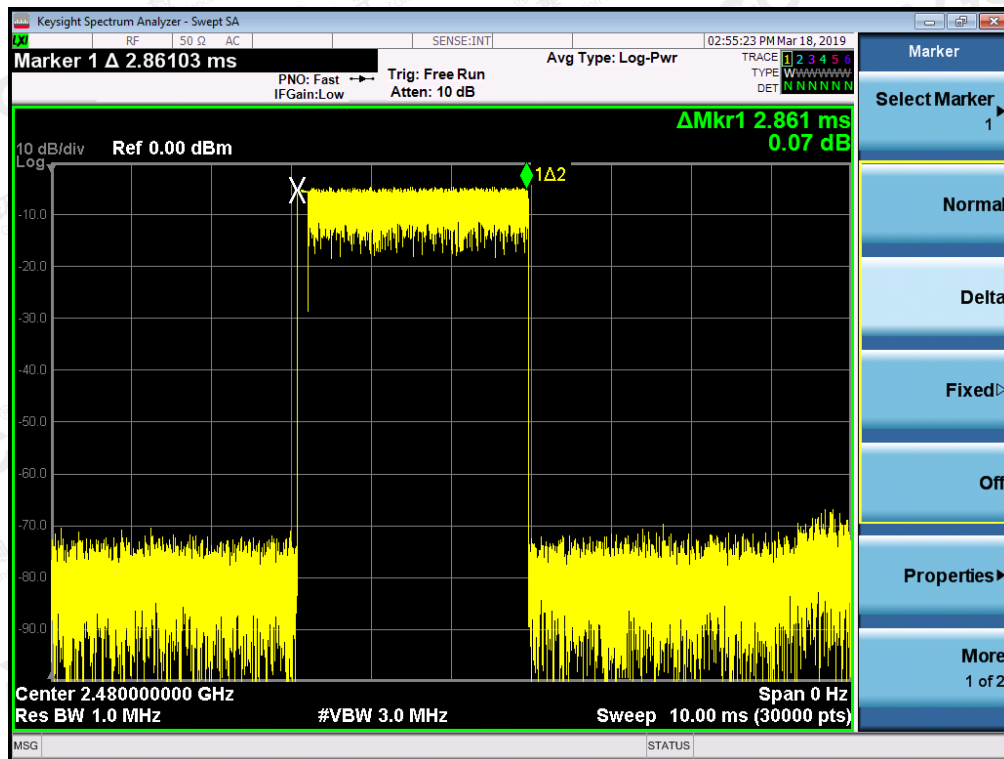 Keysight Spectrum Analyzer - Swept SA
LXI RF 50 Ω AC SENSE:INT 02:55:23 PM Mar 18, 2019
Marker 1 Δ 2.86103 ms
PNO: Fast
IFGain:Low
Trig: Free Run
Atten: 10 dB
Avg Type: Log-Pwr
TRACE 1 2 3 4 5 6
TYPE WWWWWW
DET N N N N N N
ΔMkr1 2.861 ms
0.07 dB
10 dB/div Ref 0.00 dBm
Log
1Δ2
-10.0
-20.0
-30.0
-40.0
-50.0
-60.0
-70.0
-80.0
-90.0
Center 2.480000000 GHz Span 0 Hz
Res BW 1.0 MHz #VBW 3.0 MHz Sweep 10.00 ms (30000 pts)
MSG STATUS
Marker
Select Marker
1
Normal
Delta
Fixed
Off
Properties
More
1 of 2